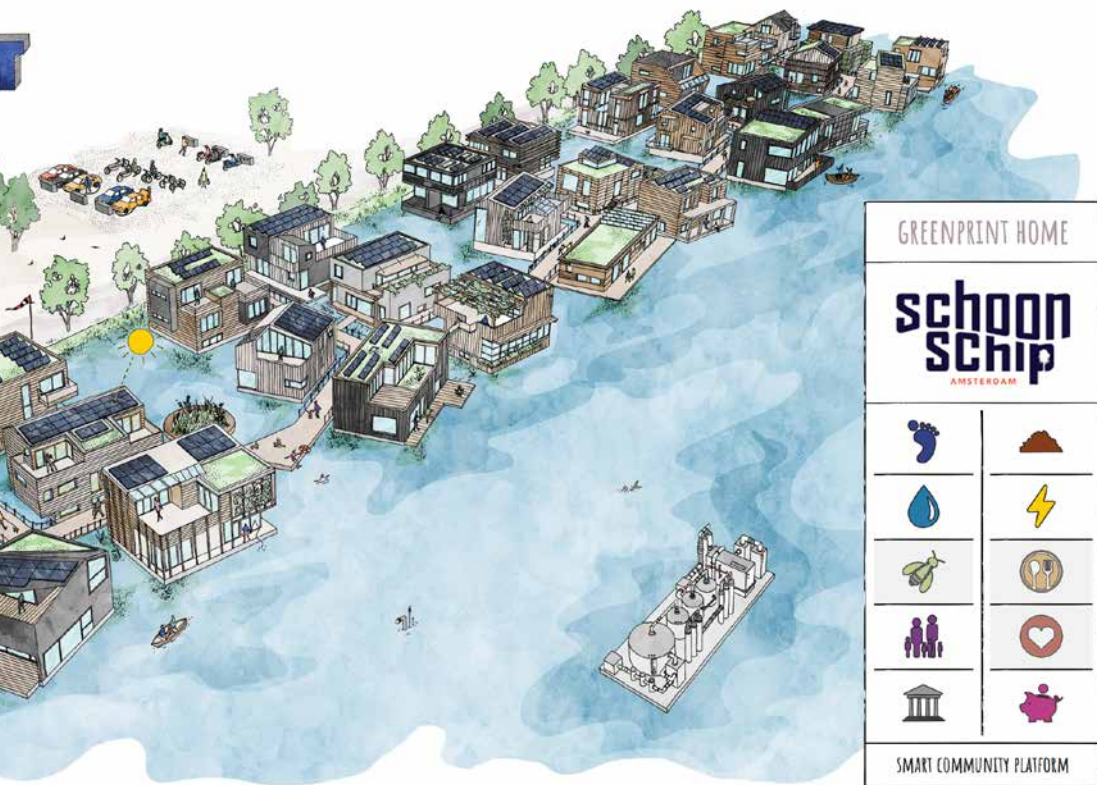 T
GREENPRINT HOME
schoon
schip
AMSTERDAM
SMART COMMUNITY PLATFORM